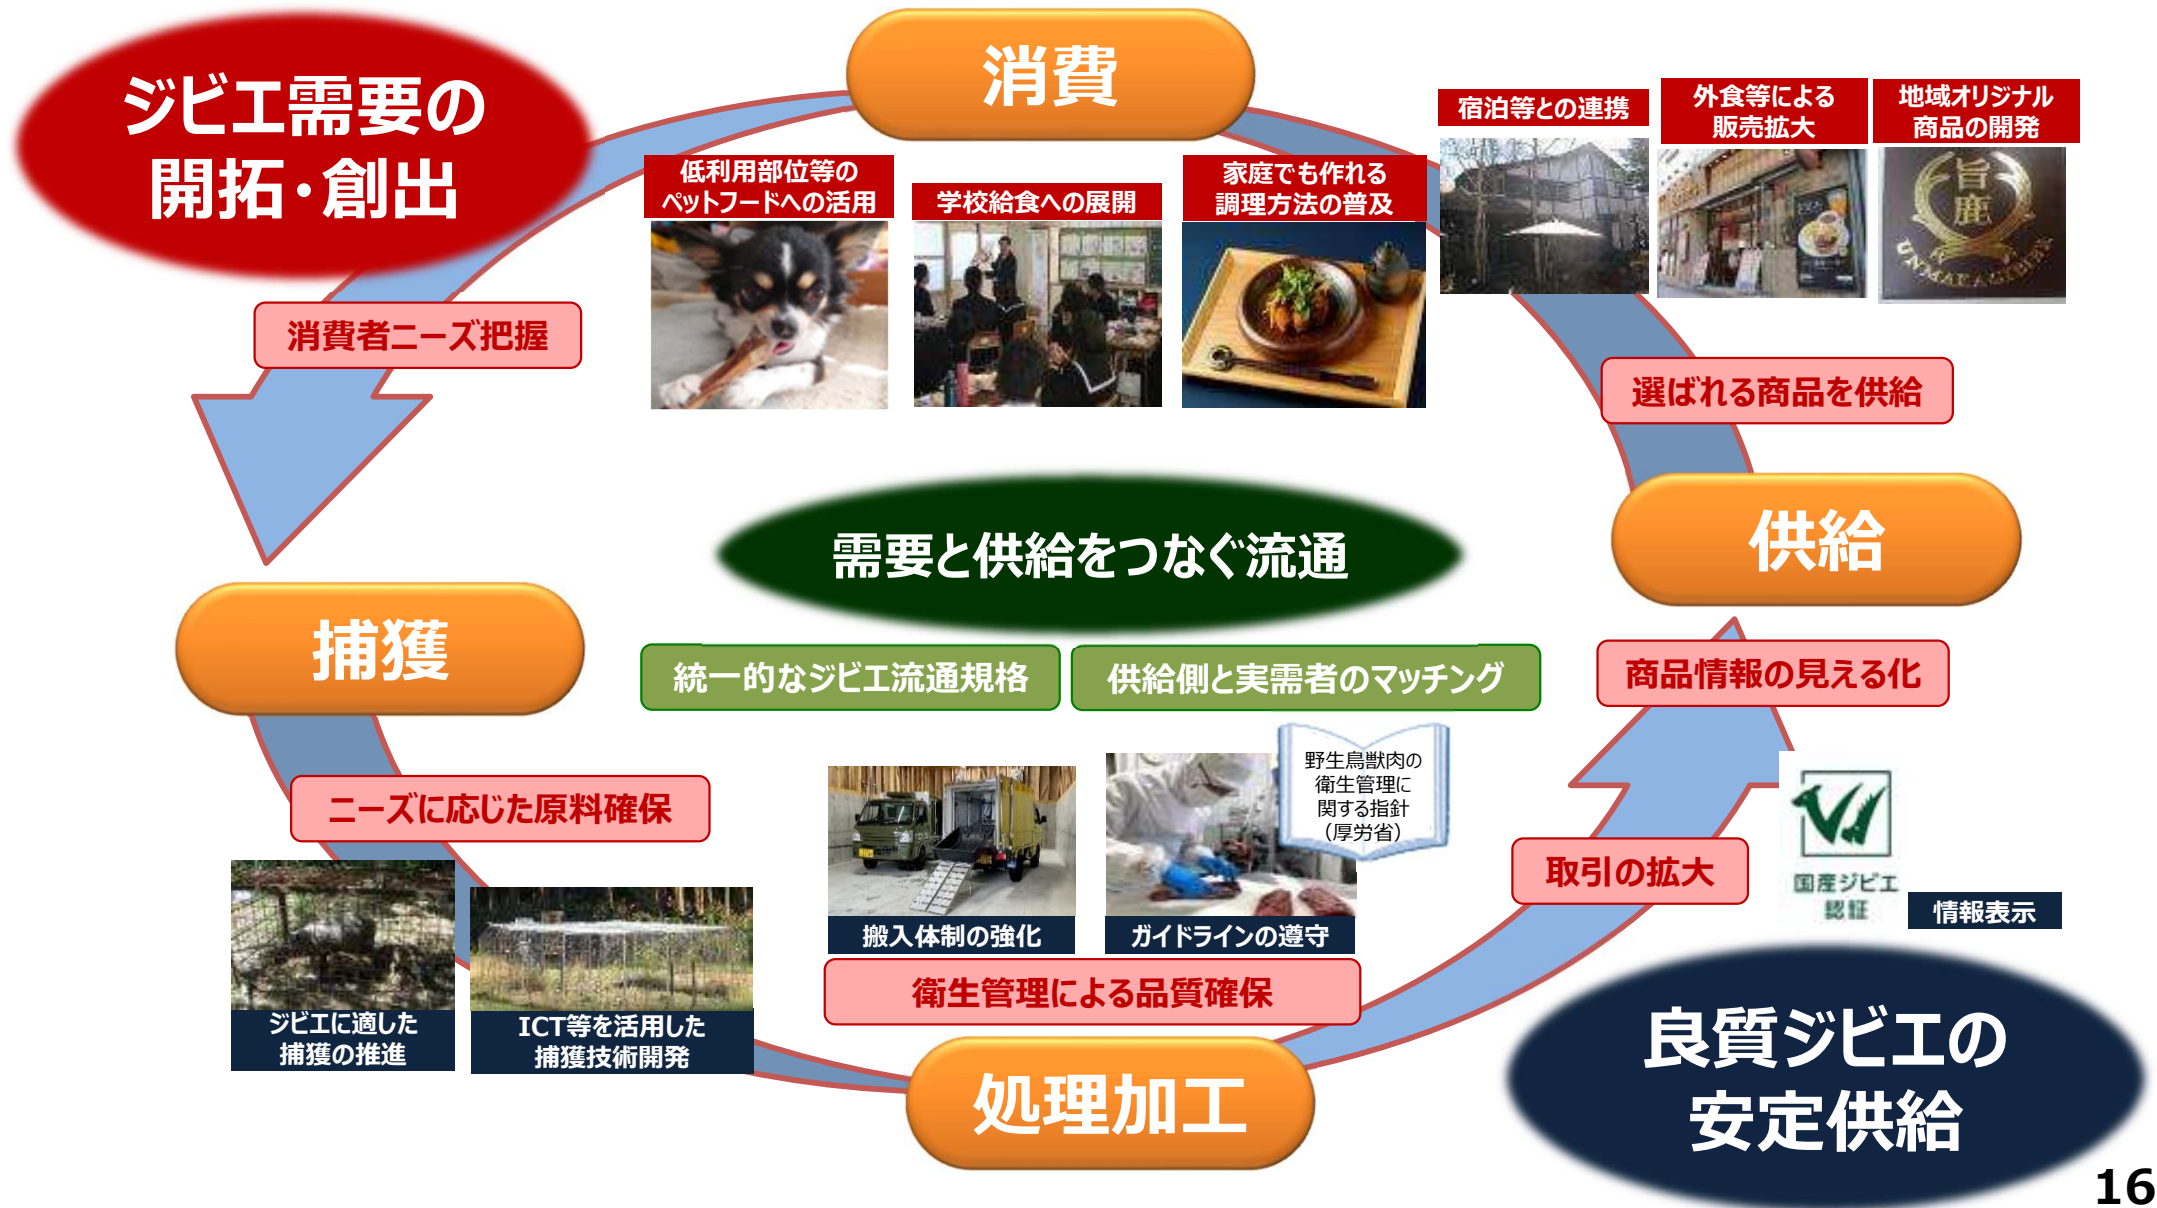 ジビエ需要の
開拓・創出
消費
宿泊等との連携
外食等による
販売拡大
地域オリジナル
商品の開発
低利用部位等の
ペットフードへの活用
学校給食への展開
家庭でも作れる
調理方法の普及
旨
鹿
消費者ニーズ把握
選ばれる商品を供給
需要と供給をつなぐ流通
供給
捕獲
統一的なジビエ流通規格
供給側と実需者のマッチング
商品情報の見える化
野生鳥獣肉の
衛生管理に
関する指針
（厚労省）
ニーズに応じた原料確保
取引の拡大
国産ジビエ
認証
情報表示
搬入体制の強化
ガイドラインの遵守
衛生管理による品質確保
ジビエに適した
捕獲の推進
ICT等を活用した
捕獲技術開発
処理加工
良質ジビエの
安定供給
16